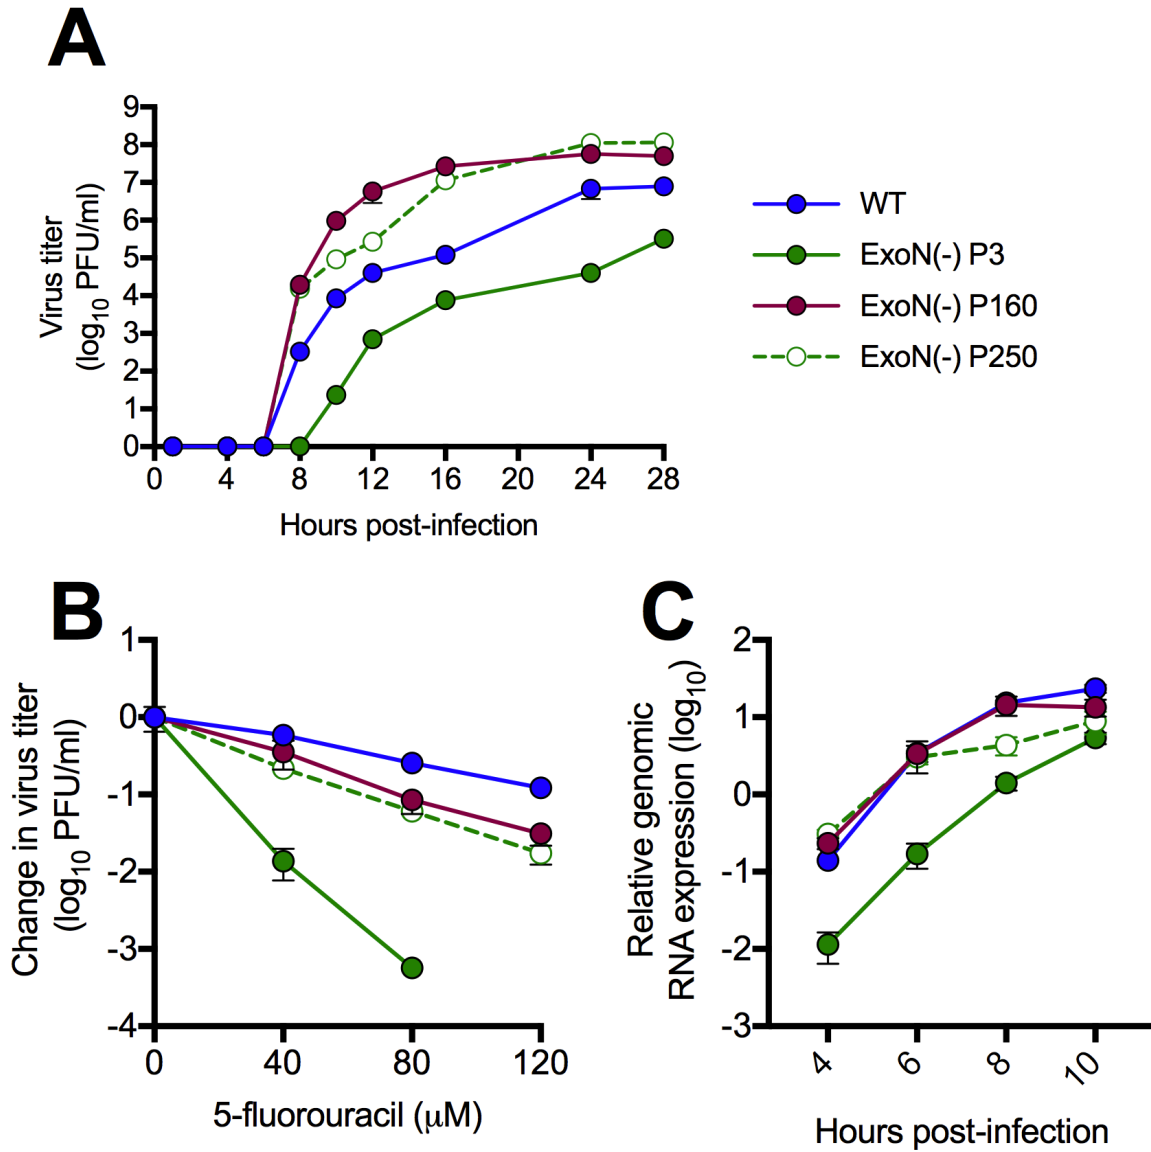 A
9
8
7
6
5
4
3
2
1
0
Virus titer
(log10 PFU/ml)
0 4 8 12 16 20 24 28
Hours post-infection
WT
ExoN(-) P3
ExoN(-) P160
ExoN(-) P250
B
1
0
-1
-2
-3
-4
Change in virus titer
(log10 PFU/ml)
0 40 80 120
5-fluorouracil (μM)
C
2
1
0
-1
-2
-3
Relative genomic
RNA expression (log10)
4 6 8 10
Hours post-infection